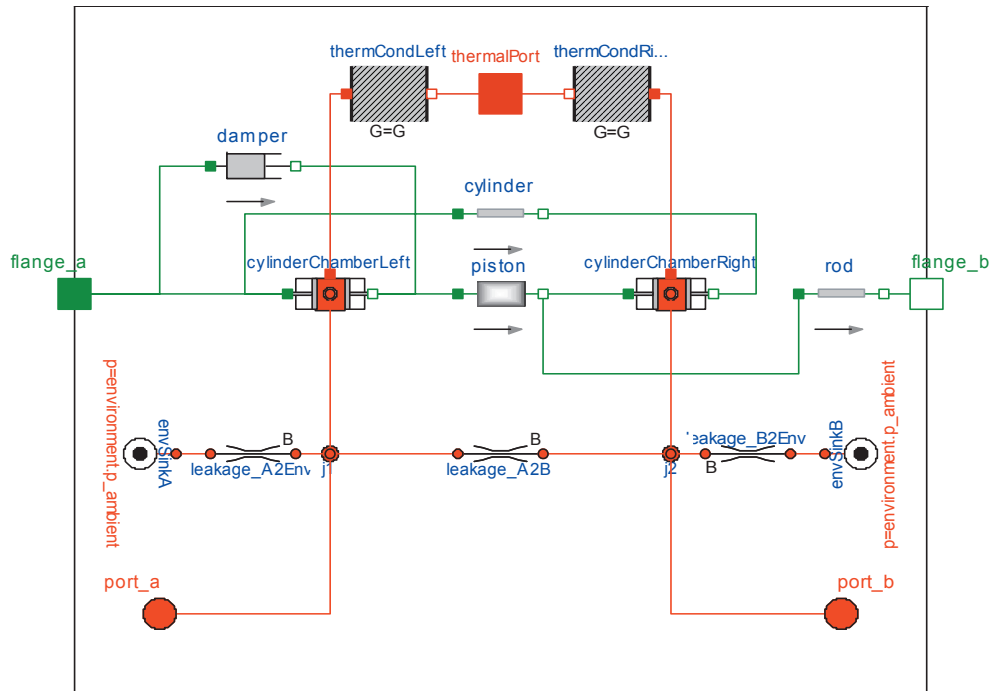 thermCondLeft
thermalPort
thermCondRi...
G=G
G=G
damper
cylinder
flange_a
cylinderChamberLeft
piston
cylinderChamberRight
rod
flange_b
p=environment.p_ambient
envSinkA
B
leakage_A2Env
j1
B
leakage_A2B
j2
leakage_B2Env
B
envSinkB
p=environment.p_ambient
port_a
port_b